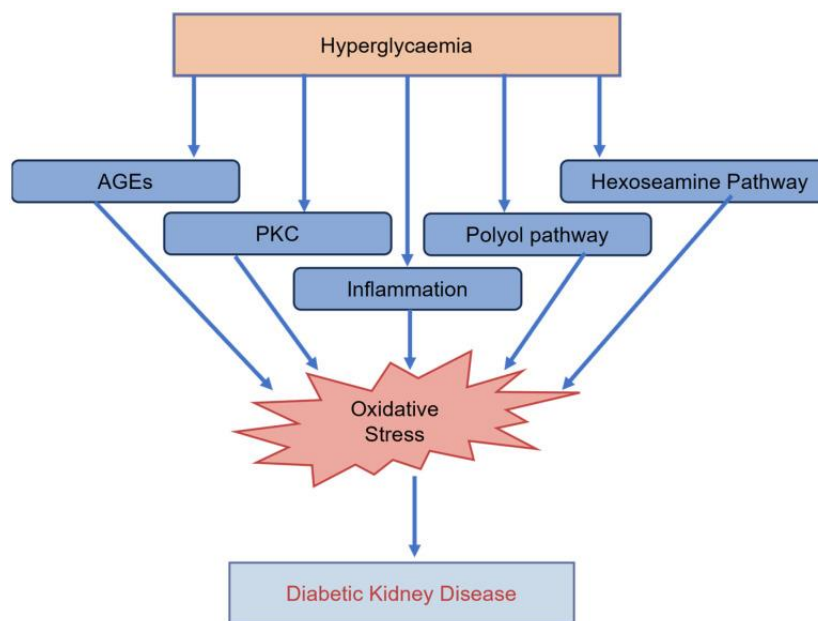 Hyperglycaemia
AGEs
Hexoseamine Pathway
PKC
Polyol pathway
Inflammation
Oxidative
Stress
Diabetic Kidney Disease